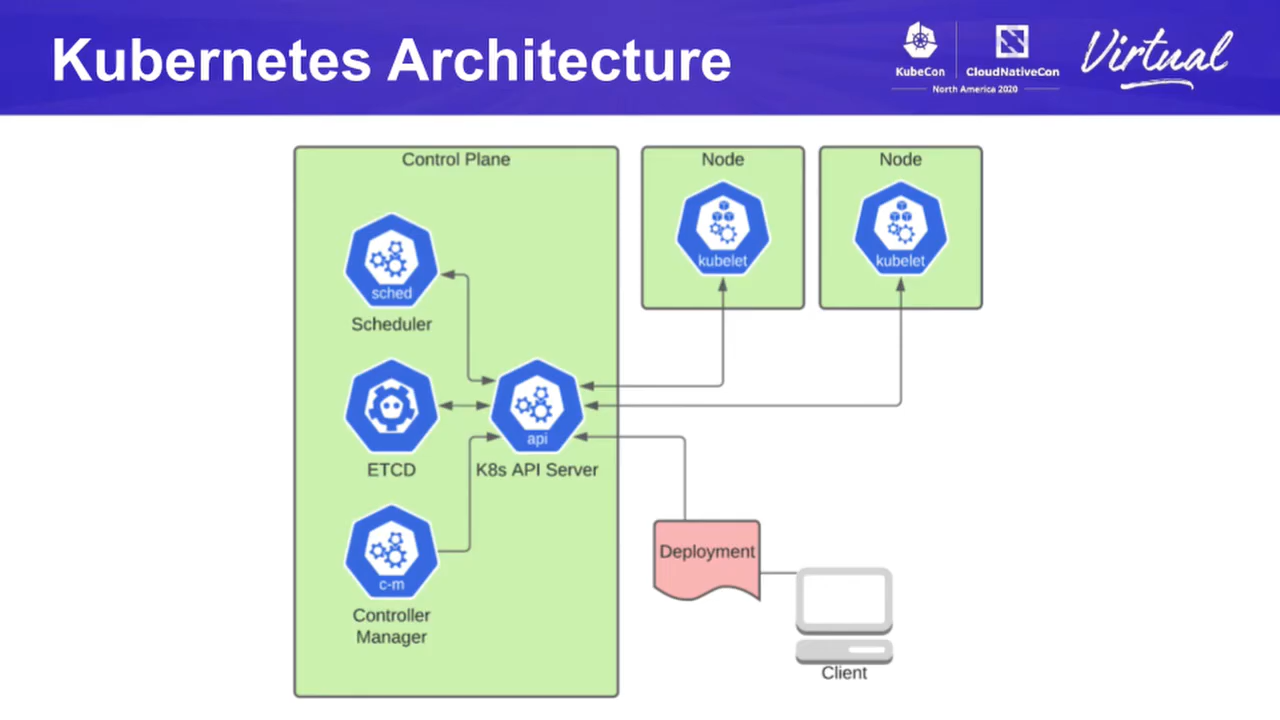 Kubernetes Architecture
KubeCon
CloudNativeCon
North America 2020
Virtual
Control Plane
sched
Scheduler
ETCD
api
K8s API Server
c-m
Controller
Manager
Node
kubelet
Node
kubelet
Deployment
Client